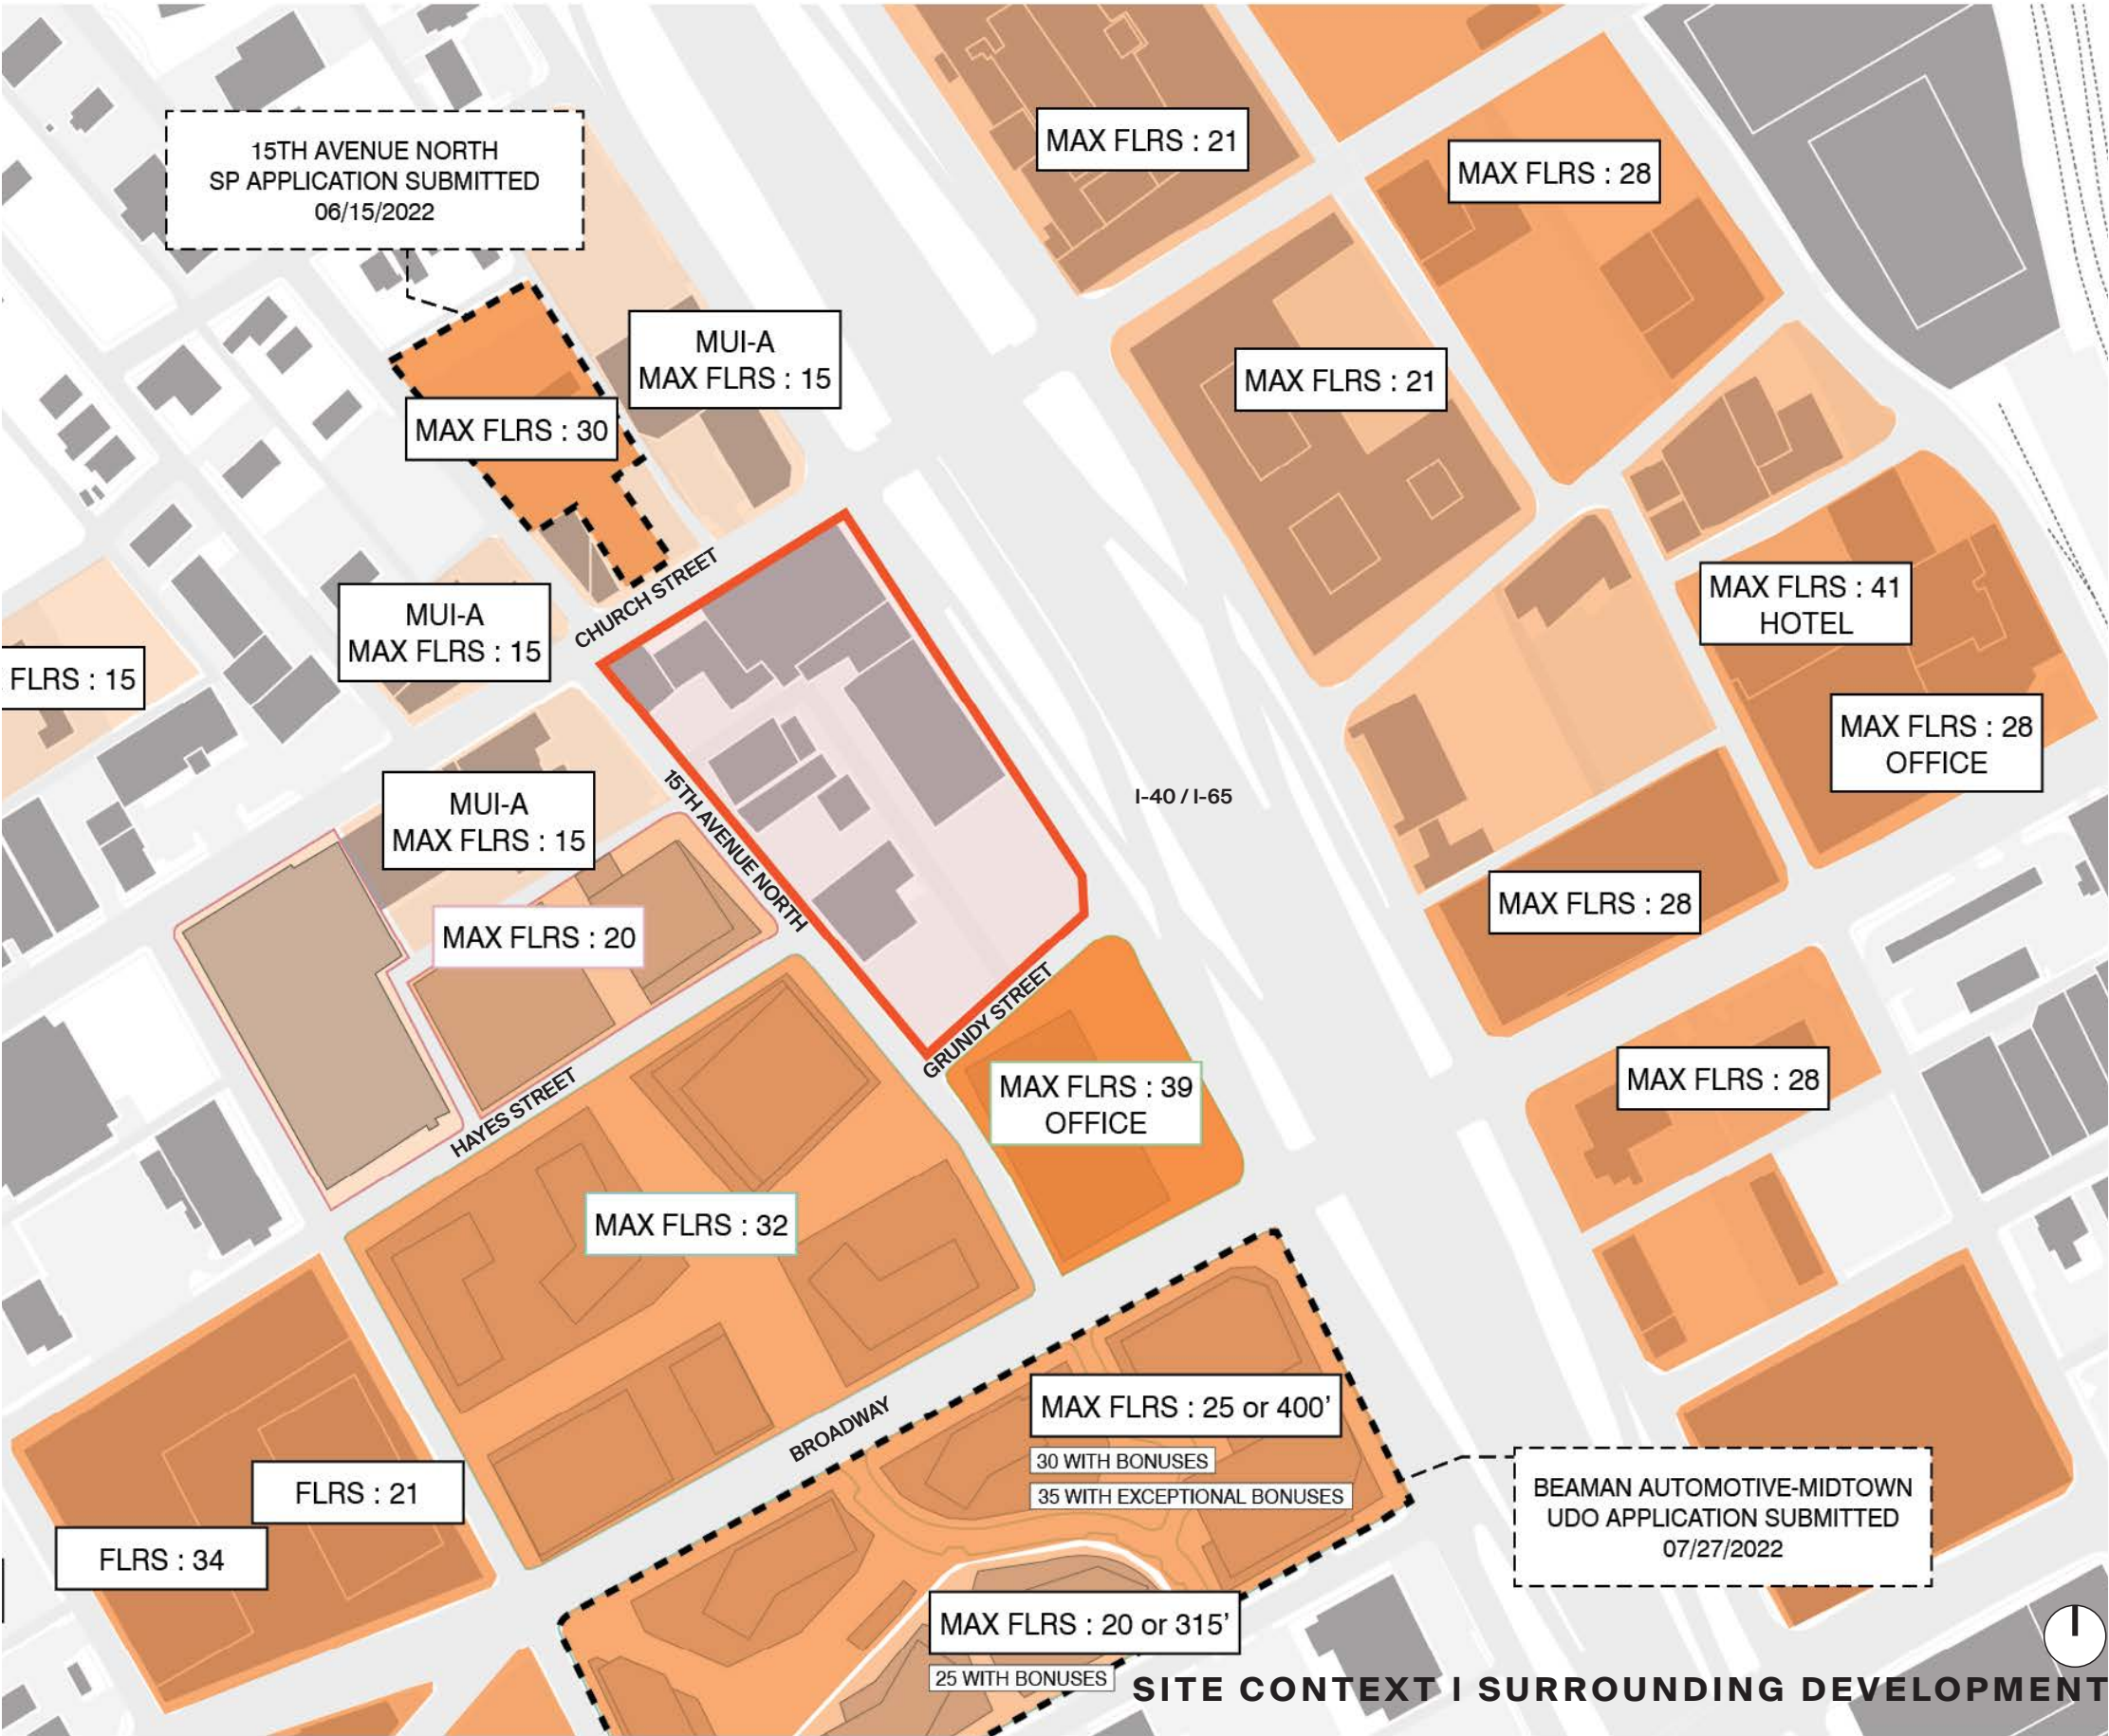 MAX FLRS : 21
15TH AVENUE NORTH
SP APPLICATION SUBMITTED
06/15/2022
MAX FLRS : 28
MUI-A
MAX FLRS : 15
MAX FLRS : 21
MAX FLRS : 30
CHURCH STREET
MAX FLRS : 41
HOTEL
MUI-A
MAX FLRS : 15
FLRS : 15
MAX FLRS : 28
OFFICE
I-40 / I-65
MUI-A
MAX FLRS : 15
15TH AVENUE NORTH
MAX FLRS : 28
MAX FLRS : 20
GRUNDY STREET
MAX FLRS : 39
OFFICE
MAX FLRS : 28
HAYES STREET
MAX FLRS : 32
MAX FLRS : 25 or 400’
30 WITH BONUSES
35 WITH EXCEPTIONAL BONUSES
BROADWAY
FLRS : 21
FLRS : 34
BEAMAN AUTOMOTIVE-MIDTOWN
UDO APPLICATION SUBMITTED
07/27/2022
MAX FLRS : 20 or 315’
25 WITH BONUSES
SITE CONTEXT I SURROUNDING DEVELOPMENT